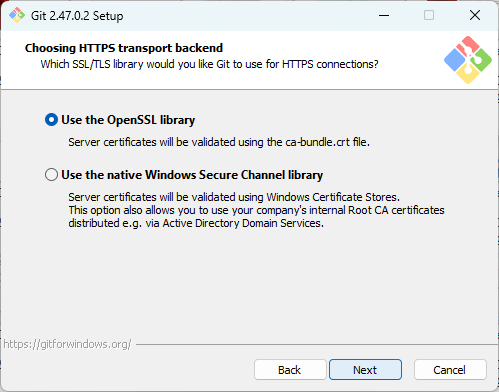 Git 2.47.0.2 Setup
Choosing HTTPS transport backend
Which SSL/TLS library would you like Git to use for HTTPS connections?
Use the OpenSSL library
Server certificates will be validated using the ca-bundle.crt file.
Use the native Windows Secure Channel library
Server certificates will be validated using Windows Certificate Stores.
This option also allows you to use your company's internal Root CA certificates
distributed e.g. via Active Directory Domain Services.
https://gitforwindows.org/
Back
Next
Cancel